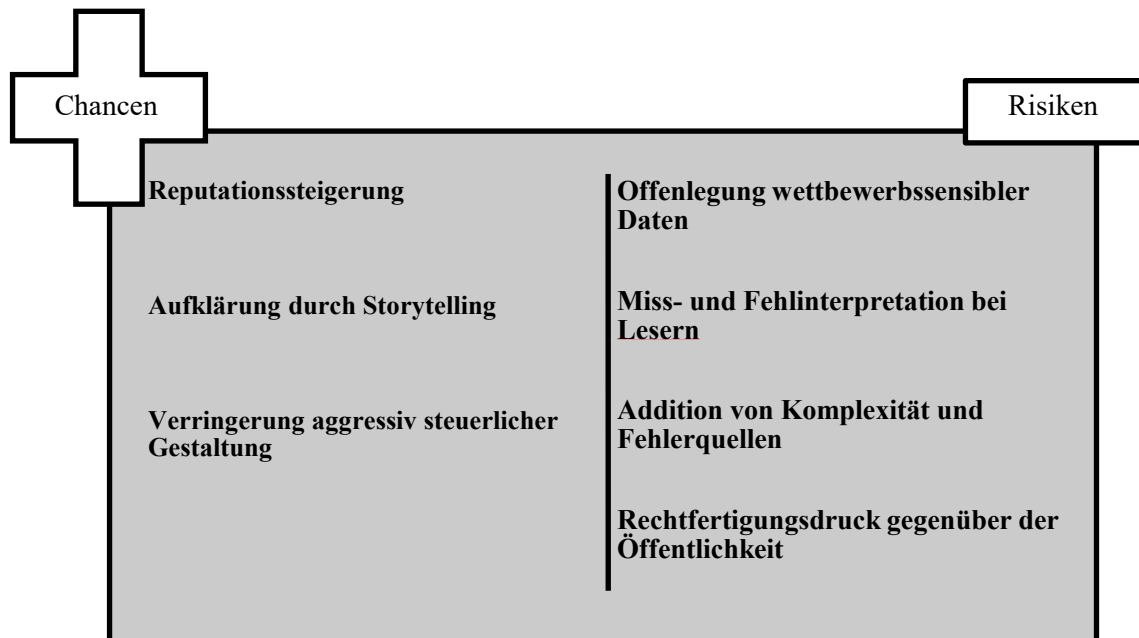 Chancen
Risiken
Reputationssteigerung
Aufklärung durch Storytelling
Verringerung aggressiv steuerlicher
Gestaltung
Offenlegung wettbewerbssensibler
Daten
Miss- und Fehlinterpretation bei
Lesern
Addition von Komplexität und
Fehlerquellen
Rechtfertigungsdruck gegenüber der
Öffentlichkeit